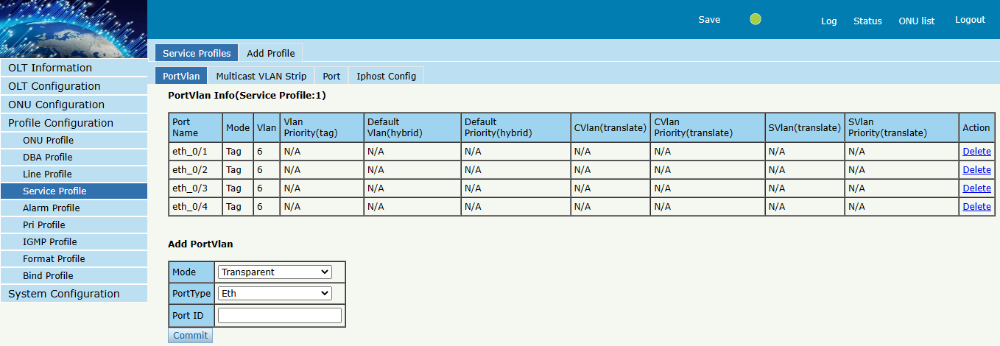 Save
Log
Status
ONU list
Logout
Service Profiles
Add Profile
OLT Information
OLT Configuration
ONU Configuration
Profile Configuration
ONU Profile
DBA Profile
Line Profile
Service Profile
Alarm Profile
Pri Profile
IGMP Profile
Format Profile
Bind Profile
System Configuration
PortVlan
Multicast VLAN Strip
Port
Iphost Config
PortVlan Info(Service Profile:1)
Port Name Mode Vlan Vlan Priority(tag) Default Vlan(hybrid) Default Priority(hybrid) CVlan(translate) CVlan Priority(translate) SVlan(translate) SVlan Priority(translate) Action
eth_0/1 Tag 6 N/A N/A N/A N/A N/A N/A N/A Delete
eth_0/2 Tag 6 N/A N/A N/A N/A N/A N/A N/A Delete
eth_0/3 Tag 6 N/A N/A N/A N/A N/A N/A N/A Delete
eth_0/4 Tag 6 N/A N/A N/A N/A N/A N/A N/A Delete
Add PortVlan
Mode Transparent
PortType Eth
Port ID
Commit